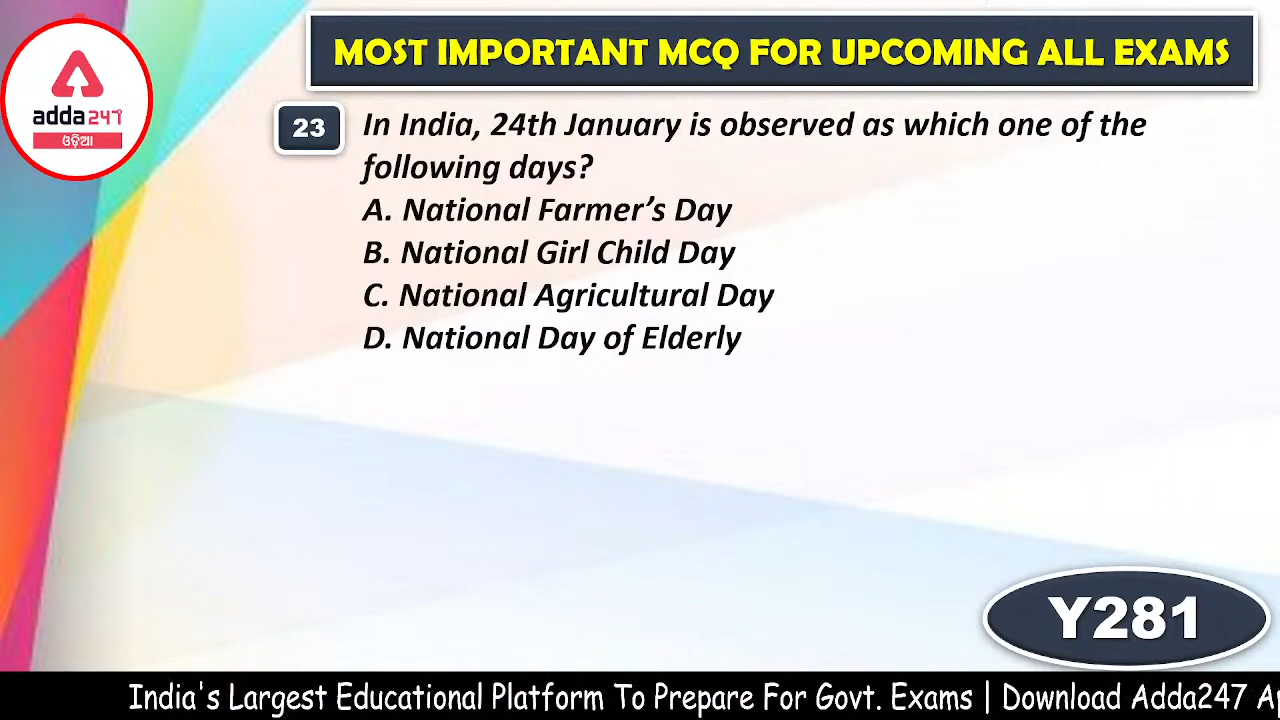 MOST IMPORTANT MCQ FOR UPCOMING ALL EXAMS
adda247
ଓଡ଼ିଆ
23
In India, 24th January is observed as which one of the
following days?
A. National Farmer’s Day
B. National Girl Child Day
C. National Agricultural Day
D. National Day of Elderly
Y281
India's Largest Educational Platform To Prepare For Govt. Exams | Download Adda247 A